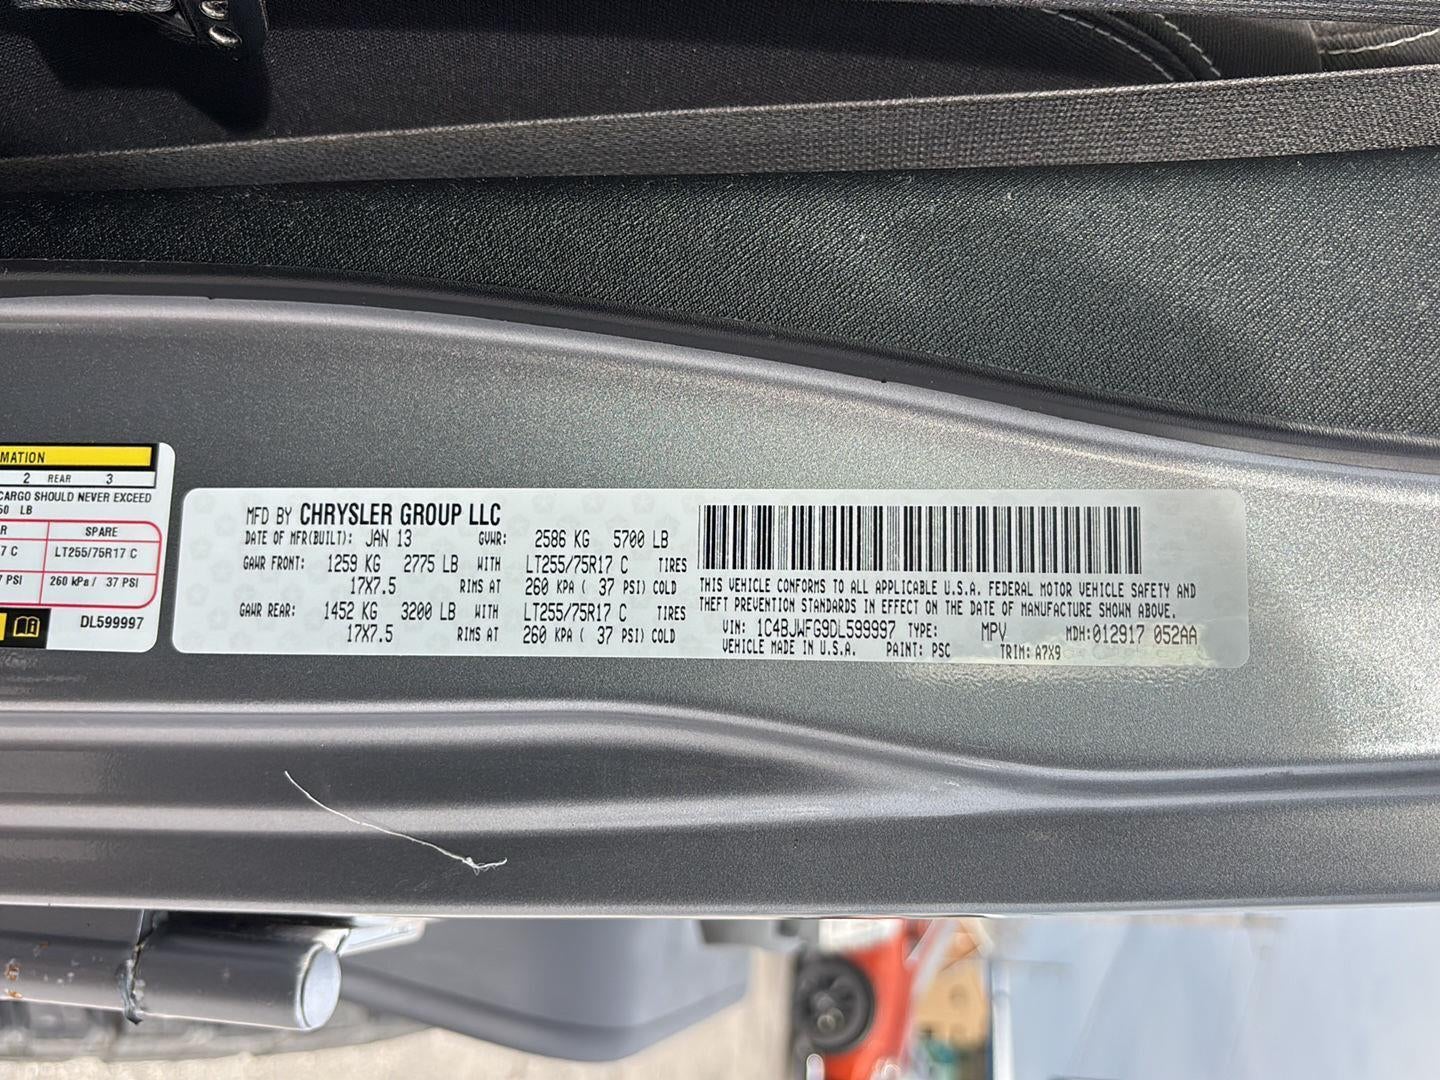 MATION
2 REAR 3
CARGO SHOULD NEVER EXCEED
50 LB
R SPARE
7 C LT255/75R17 C
7 PSI 260 kPa / 37 PSI
DL599997
MFD BY CHRYSLER GROUP LLC
DATE OF MFR(BUILT): JAN 13 GVWR: 2586 KG 5700 LB
GAWR FRONT: 1259 KG 2775 LB WITH LT255/75R17 C TIRES
17X7.5 RIMS AT 260 KPA ( 37 PSI) COLD
GAWR REAR: 1452 KG 3200 LB WITH LT255/75R17 C TIRES
17X7.5 RIMS AT 260 KPA ( 37 PSI) COLD
THIS VEHICLE CONFORMS TO ALL APPLICABLE U.S.A. FEDERAL MOTOR VEHICLE SAFETY AND
THEFT PREVENTION STANDARDS IN EFFECT ON THE DATE OF MANUFACTURE SHOWN ABOVE.
VIN: 1C4BJWFG9DL599997 TYPE: MPV MDH:012917 052AA
VEHICLE MADE IN U.S.A. PAINT: PSC TRIM: A7X9